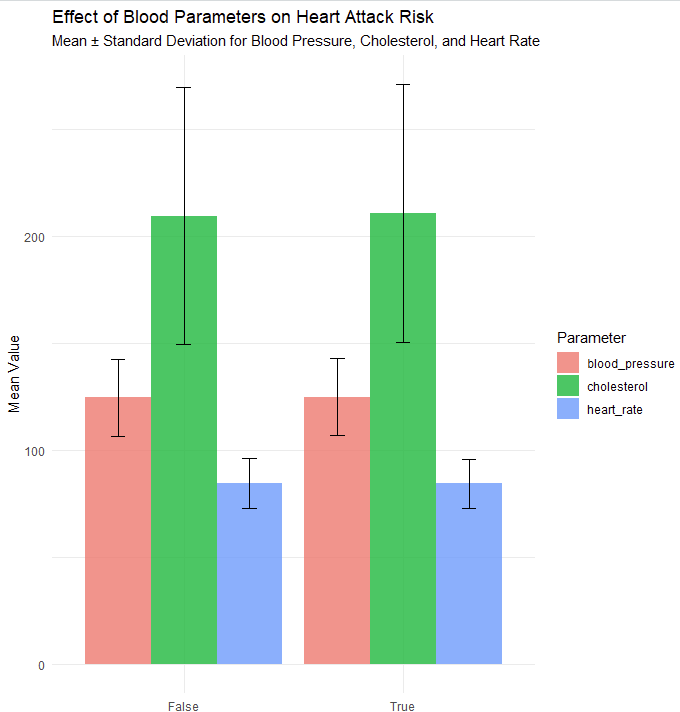 Effect of Blood Parameters on Heart Attack Risk
Mean ± Standard Deviation for Blood Pressure, Cholesterol, and Heart Rate
200
100
0
Mean Value
False
True
Parameter
blood_pressure
cholesterol
heart_rate